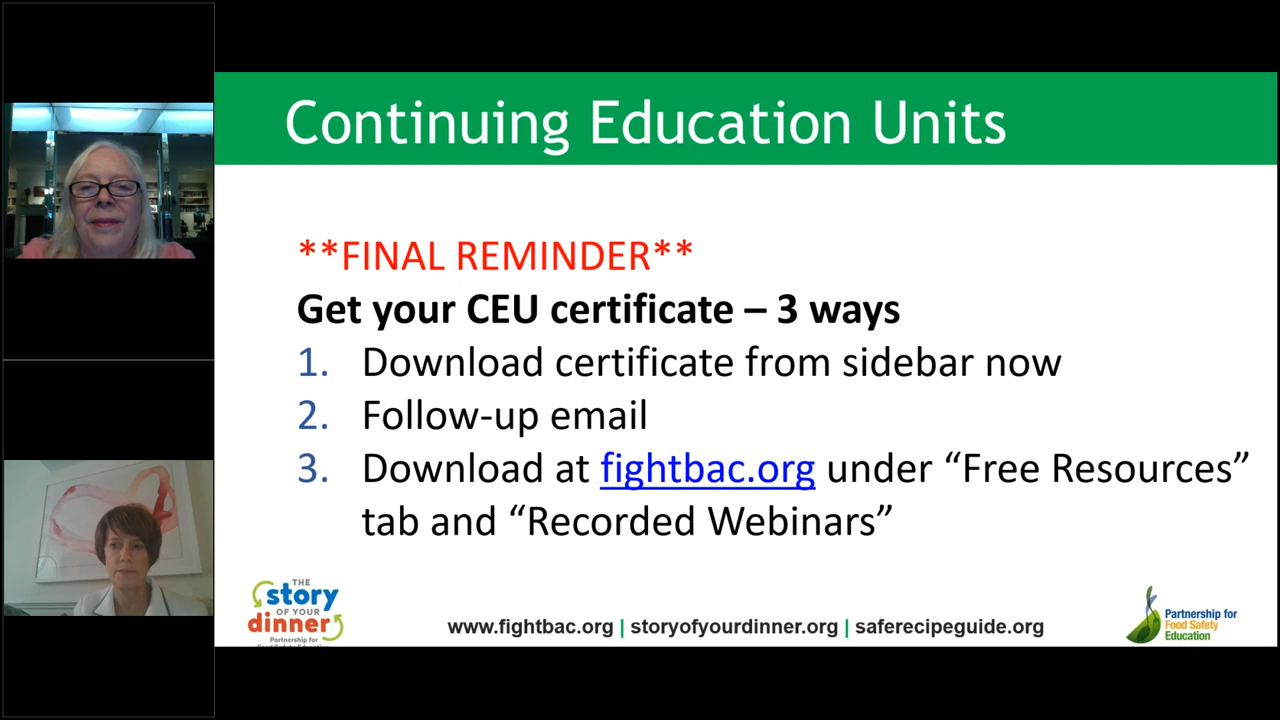 Continuing Education Units
**FINAL REMINDER**
Get your CEU certificate – 3 ways
1. Download certificate from sidebar now
2. Follow-up email
3. Download at fightbac.org under “Free Resources”
tab and “Recorded Webinars”
THE
story
OF YOUR
dinner
Partnership for
www.fightbac.org | storyofyourdinner.org | saferecipeguide.org
Partnership for
Food Safety
Education